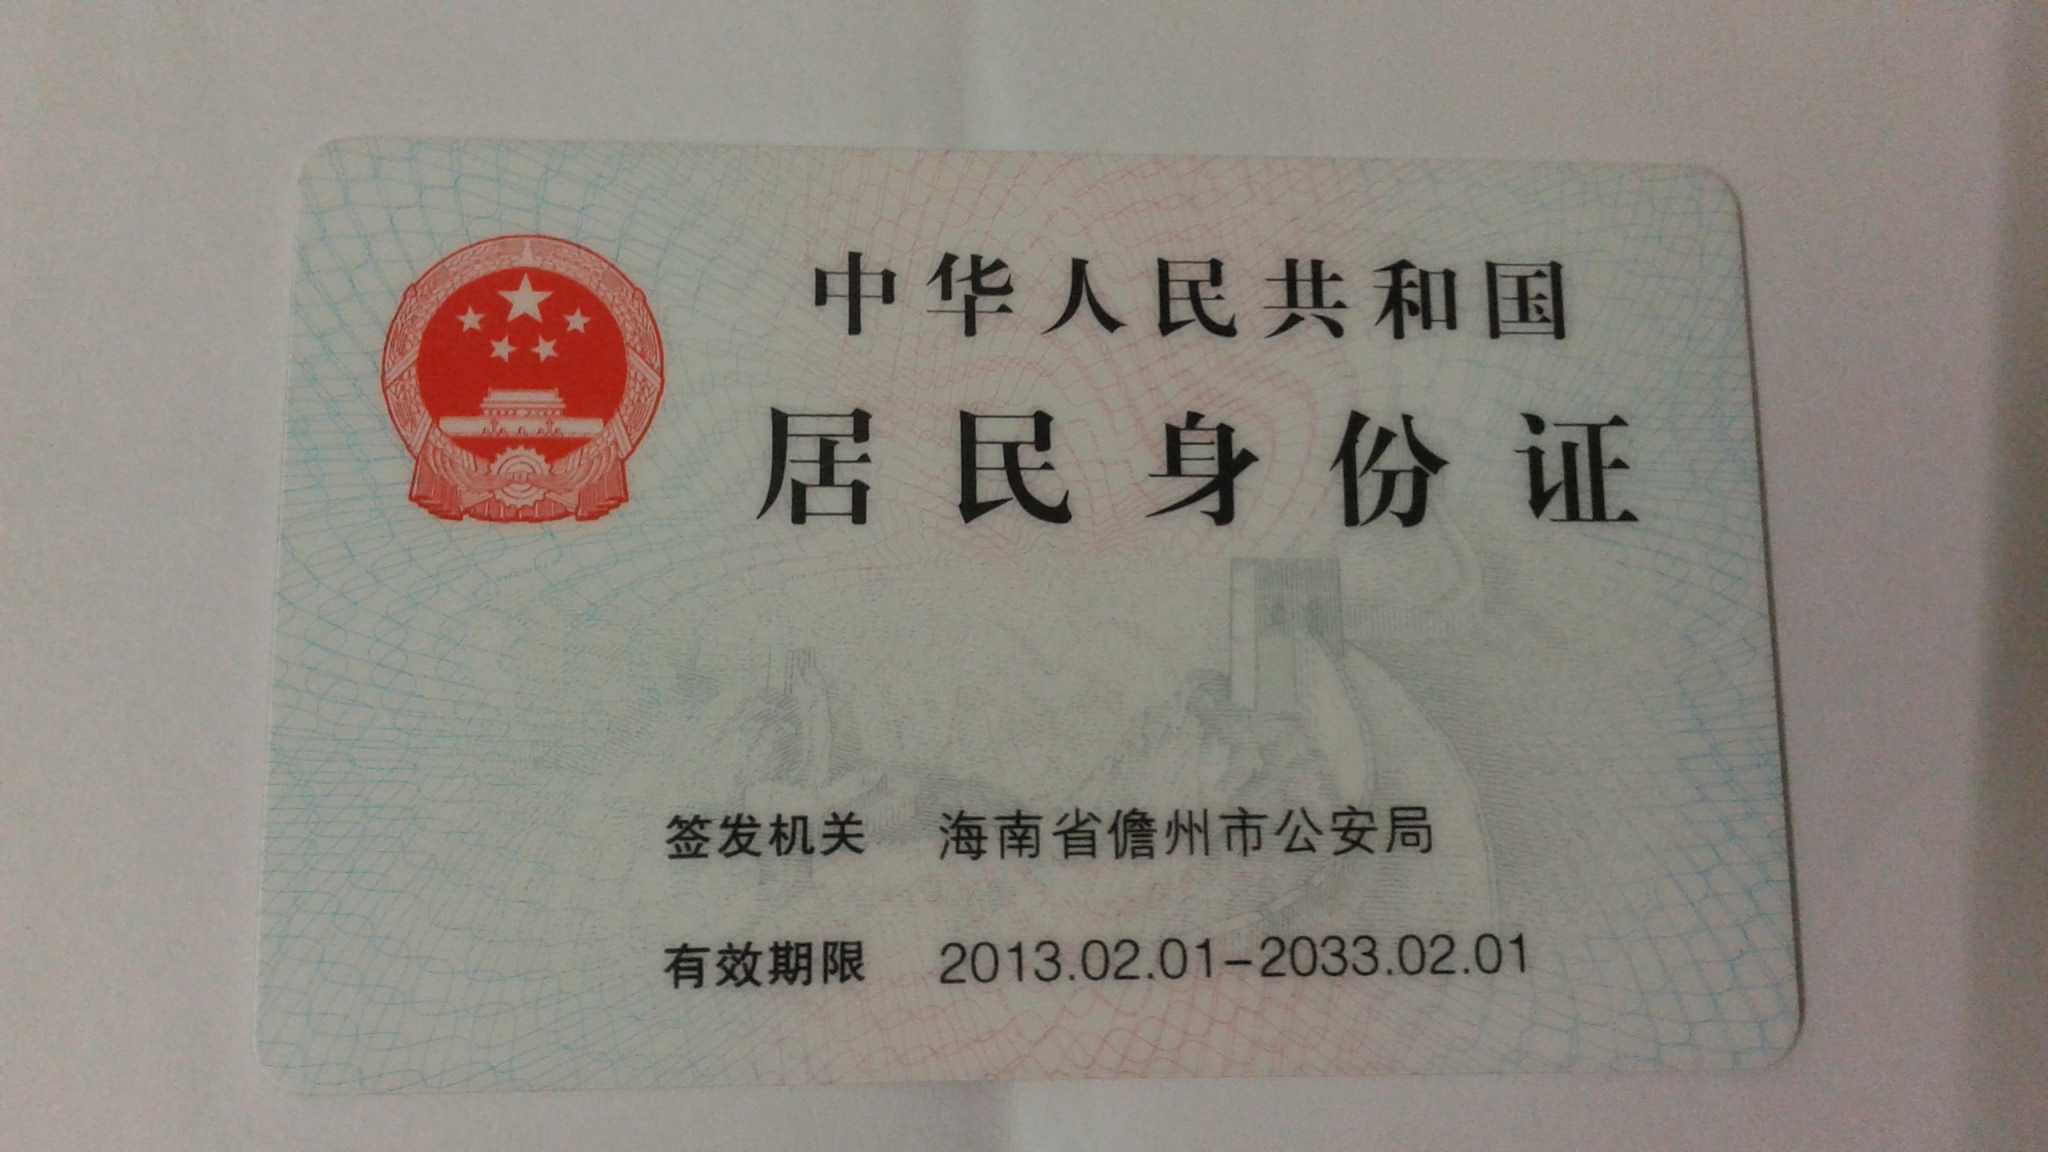 中华人民共和国
居民身份证
签发机关 海南省儋州市公安局
有效期限 2013.02.01-2033.02.01